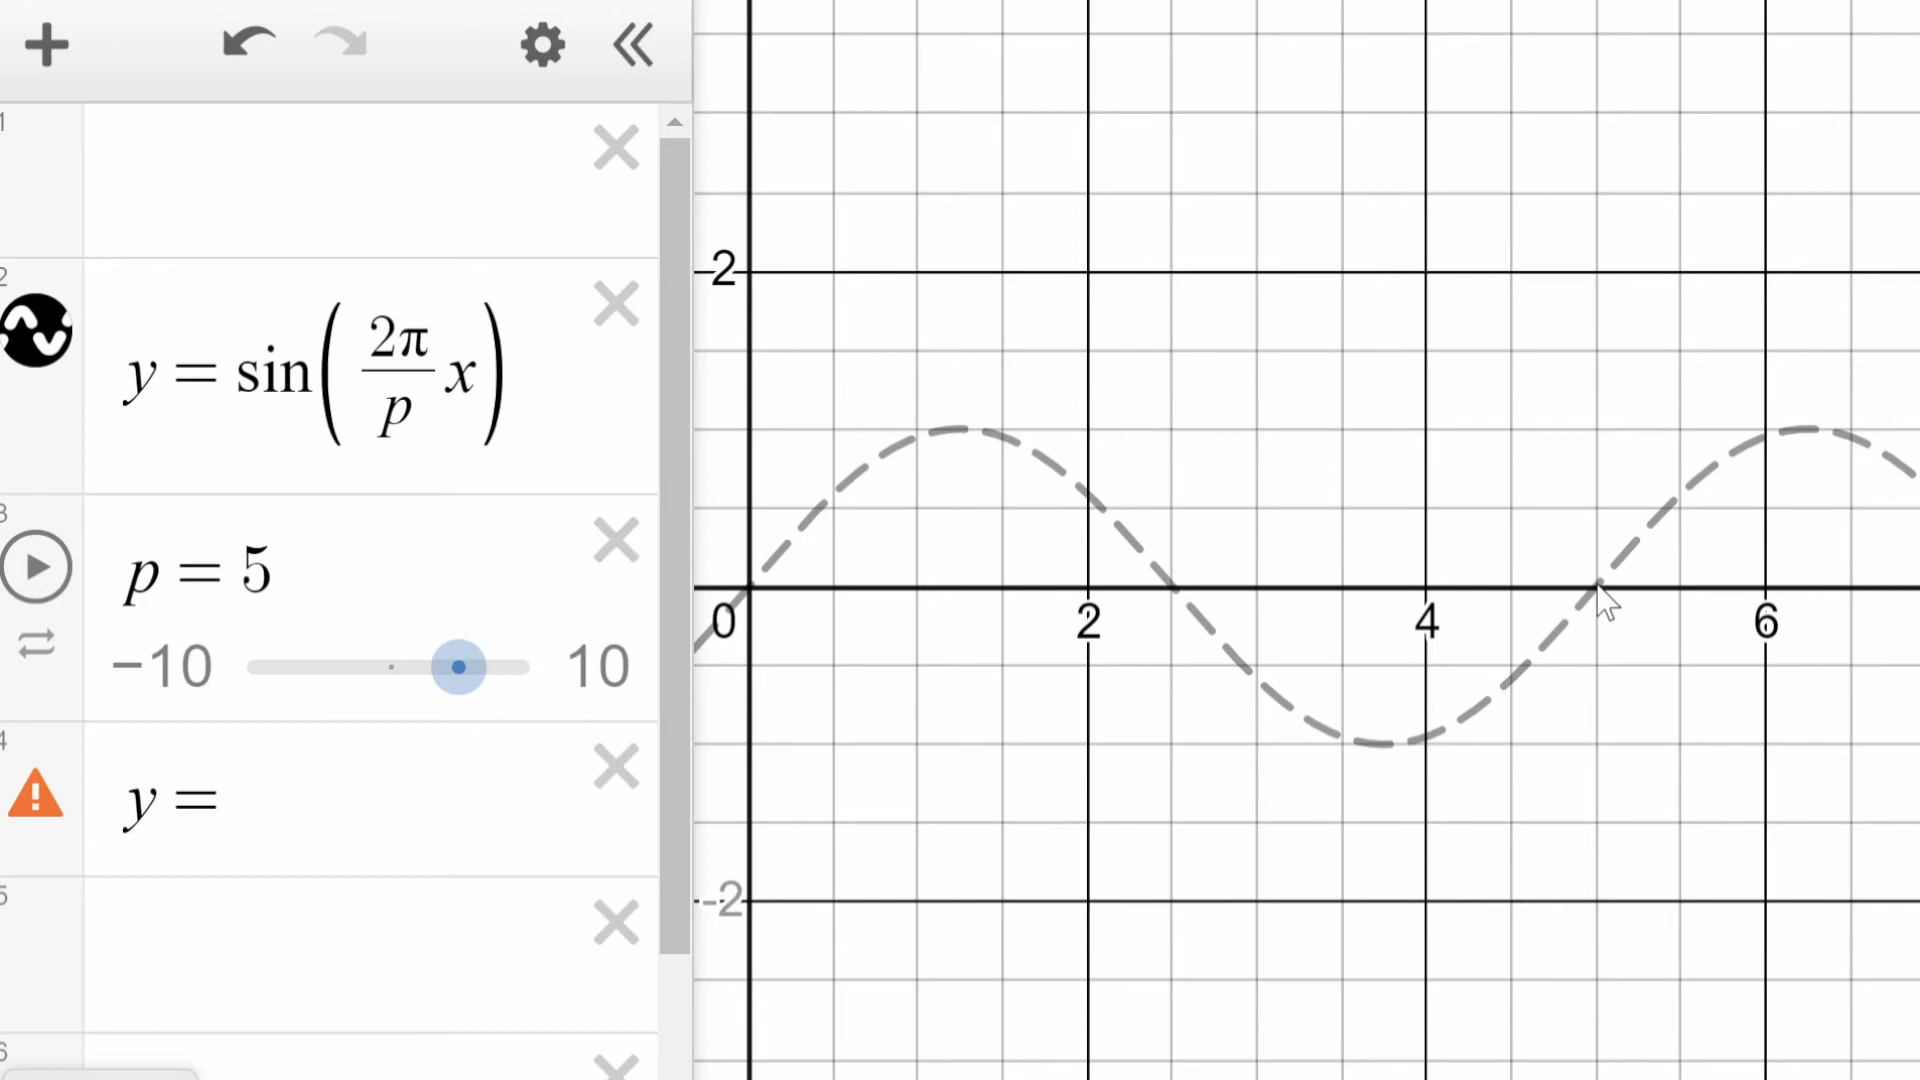 1
2
y = sin(2π/p x)
3
p = 5
−10 10
4
y =
5
6
2
0 2 4 6
-2